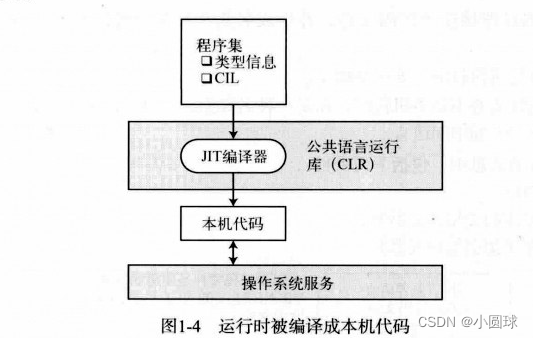 程序集
类型信息
CIL
JIT编译器
公共语言运行
库(CLR)
本机代码
操作系统服务
图1-4 运行时被编译成本机代码
CSDN @小圆球